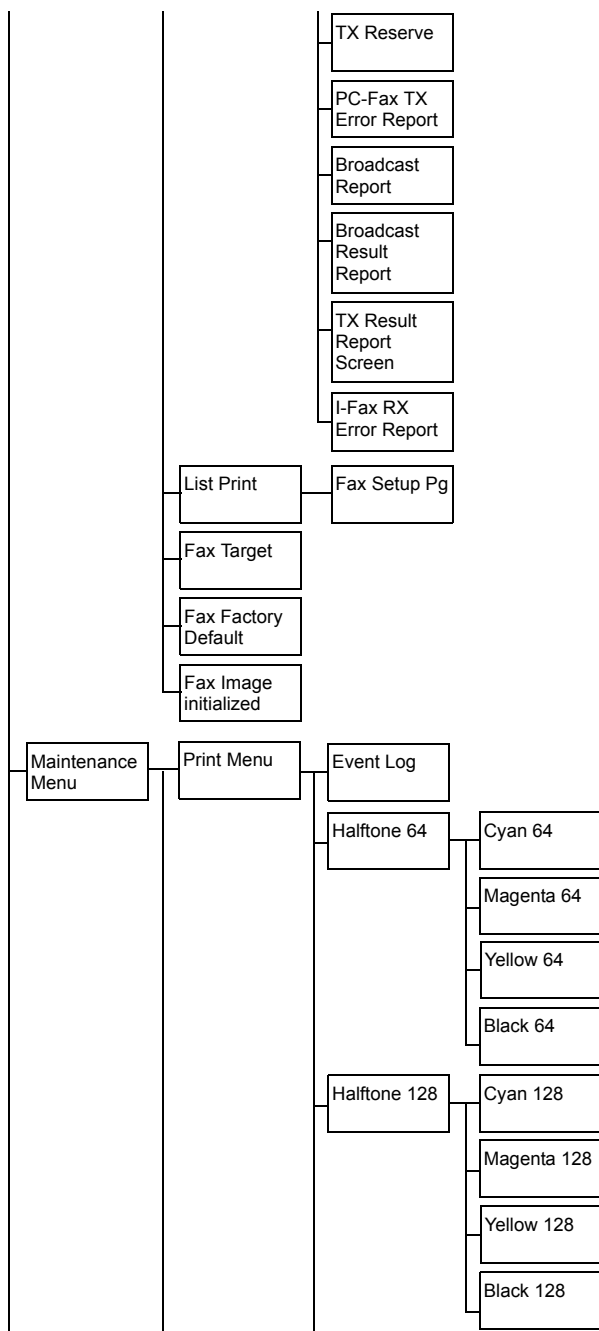 TX Reserve
PC-Fax TX
Error Report
Broadcast
Report
Broadcast
Result
Report
TX Result
Report
Screen
I-Fax RX
Error Report
List Print
Fax Setup Pg
Fax Target
Fax Factory
Default
Fax Image
initialized
Maintenance
Menu
Print Menu
Event Log
Halftone 64
Cyan 64
Magenta 64
Yellow 64
Black 64
Halftone 128
Cyan 128
Magenta 128
Yellow 128
Black 128